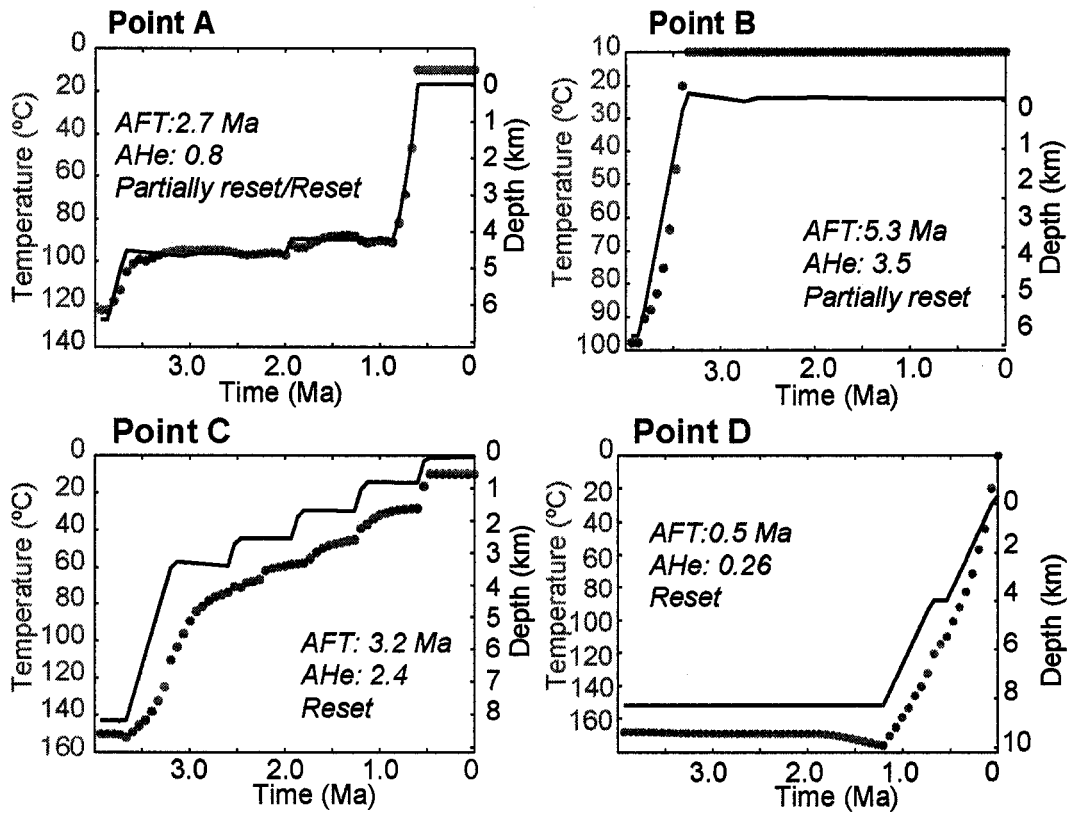 Point A
0
20
40
60
80
100
120
140
Temperature (ºC)
AFT:2.7 Ma
AHe: 0.8
Partially reset/Reset
0
1
2
3
4
5
6
Depth (km)
3.0
2.0
1.0
0
Time (Ma)
Point B
10
20
30
40
50
60
70
80
90
100
Temperature (ºC)
AFT:5.3 Ma
AHe: 3.5
Partially reset
0
1
2
3
4
5
6
Depth (km)
3.0
2.0
1.0
0
Time (Ma)
Point C
0
20
40
60
80
100
120
140
160
Temperature (ºC)
AFT: 3.2 Ma
AHe: 2.4
Reset
0
1
2
3
4
5
6
7
8
Depth (km)
3.0
2.0
1.0
0
Time (Ma)
Point D
0
20
40
60
80
100
120
140
160
Temperature (ºC)
AFT:0.5 Ma
AHe: 0.26
Reset
0
2
4
6
8
10
Depth (km)
3.0
2.0
1.0
0
Time (Ma)